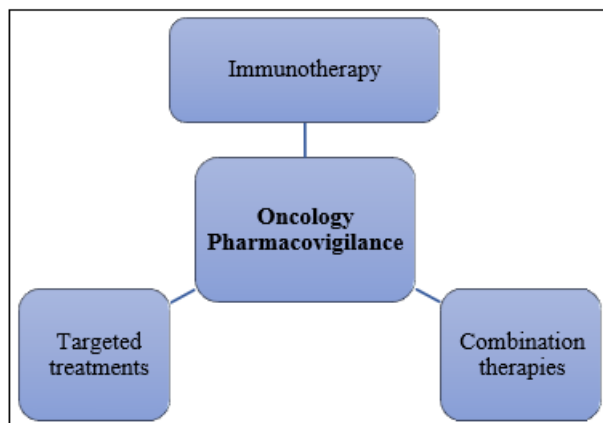 Immunotherapy
Oncology
Pharmacovigilance
Targeted
treatments
Combination
therapies